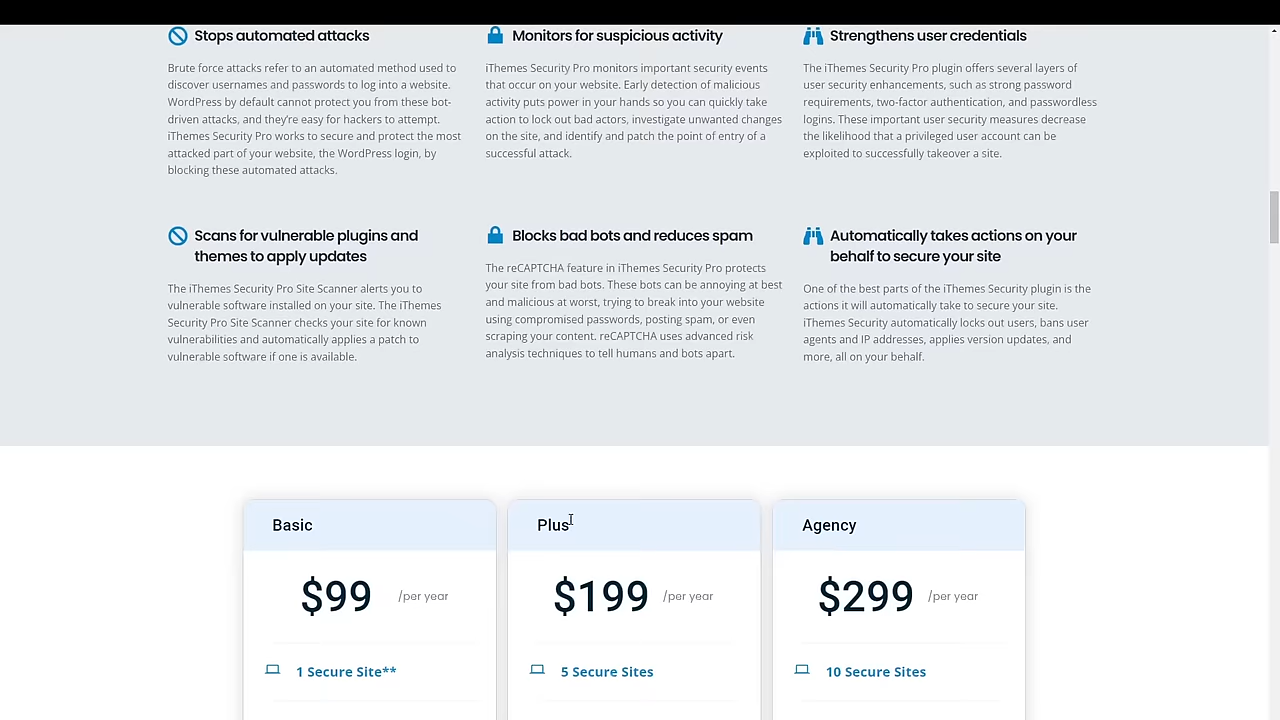 Stops automated attacks
Brute force attacks refer to an automated method used to
discover usernames and passwords to log into a website.
WordPress by default cannot protect you from these bot-
driven attacks, and they're easy for hackers to attempt.
iThemes Security Pro works to secure and protect the most
attacked part of your website, the WordPress login, by
blocking these automated attacks.
Monitors for suspicious activity
iThemes Security Pro monitors important security events
that occur on your website. Early detection of malicious
activity puts power in your hands so you can quickly take
action to lock out bad actors, investigate unwanted changes
on the site, and identify and patch the point of entry of a
successful attack.
Strengthens user credentials
The iThemes Security Pro plugin offers several layers of
user security enhancements, such as strong password
requirements, two-factor authentication, and passwordless
logins. These important user security measures decrease
the likelihood that a privileged user account can be
exploited to successfully takeover a site.
Scans for vulnerable plugins and
themes to apply updates
The iThemes Security Pro Site Scanner alerts you to
vulnerable software installed on your site. The iThemes
Security Pro Site Scanner checks your site for known
vulnerabilities and automatically applies a patch to
vulnerable software if one is available.
Blocks bad bots and reduces spam
The reCAPTCHA feature in iThemes Security Pro protects
your site from bad bots. These bots can be annoying at best
and malicious at worst, trying to break into your website
using compromised passwords, posting spam, or even
scraping your content. reCAPTCHA uses advanced risk
analysis techniques to tell humans and bots apart.
Automatically takes actions on your
behalf to secure your site
One of the best parts of the iThemes Security plugin is the
actions it will automatically take to secure your site.
iThemes Security automatically locks out users, bans user
agents and IP addresses, applies version updates, and
more, all on your behalf.
Basic
$99 /per year
1 Secure Site**
Plus
$199 /per year
5 Secure Sites
Agency
$299 /per year
10 Secure Sites